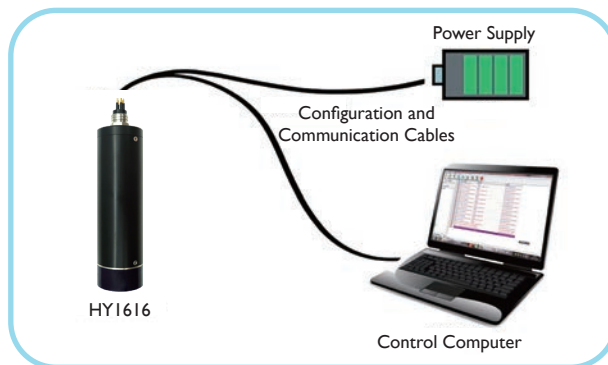 Power Supply
Configuration and
Communication Cables
HY1616
Control Computer